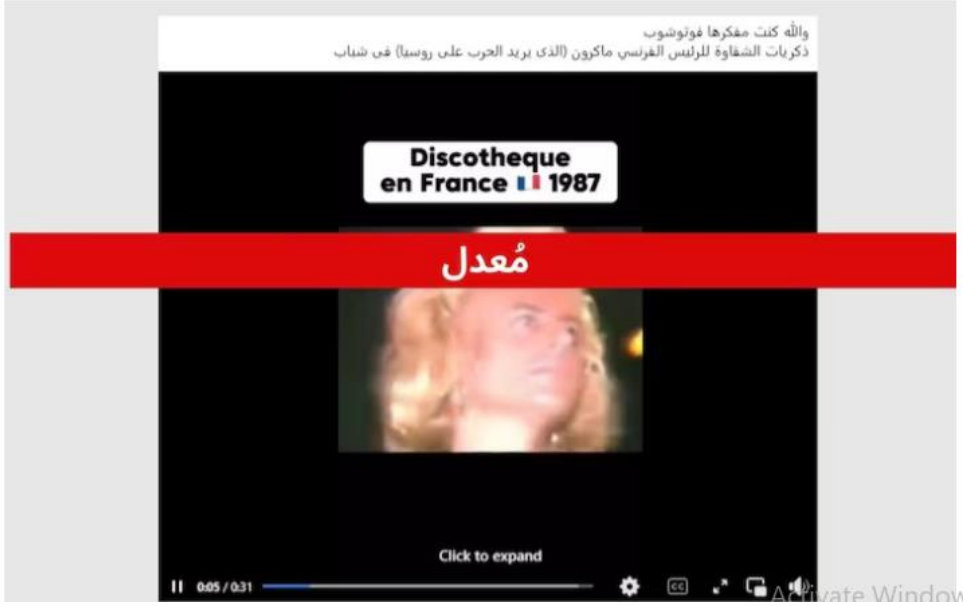 والله كنت مفكرها فوتوشوب
ذكريات الشقاوة للرئيس الفرنسي ماكرون (الذى يريد الحرب على روسيا) فى شباب
Discotheque
en France 🇫🇷 1987
مُعدل
Click to expand
0:05 / 0:31
CC
Activate Window